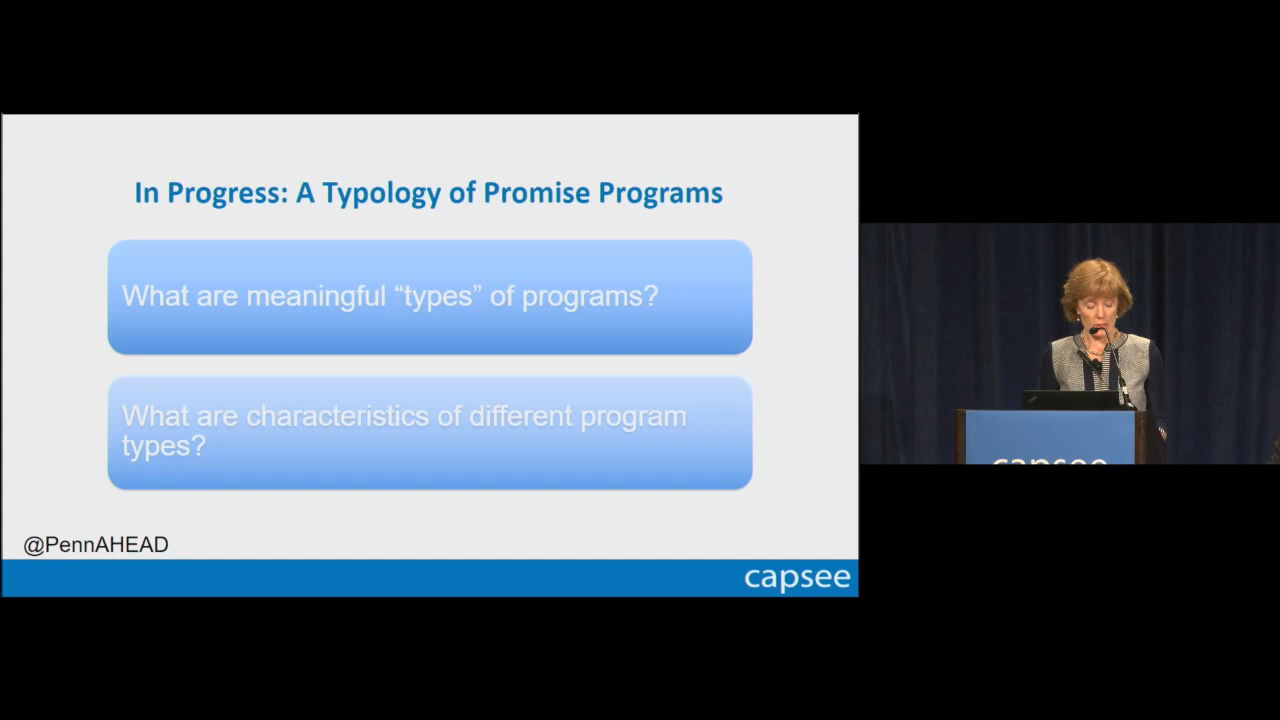 In Progress: A Typology of Promise Programs
What are meaningful “types” of programs?
What are characteristics of different program
types?
@PennAHEAD
capsee
capsee